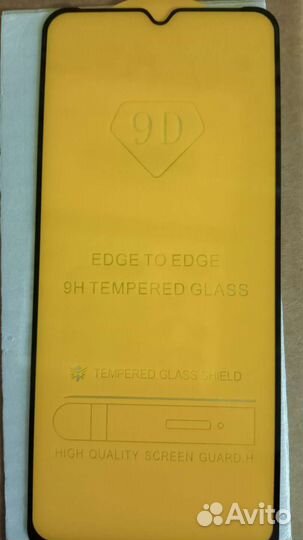 9D
EDGE TO EDGE
9H TEMPERED GLASS
TEMPERED GLASS SHIELD
HIGH QUALITY SCREEN GUARD.H
Avito